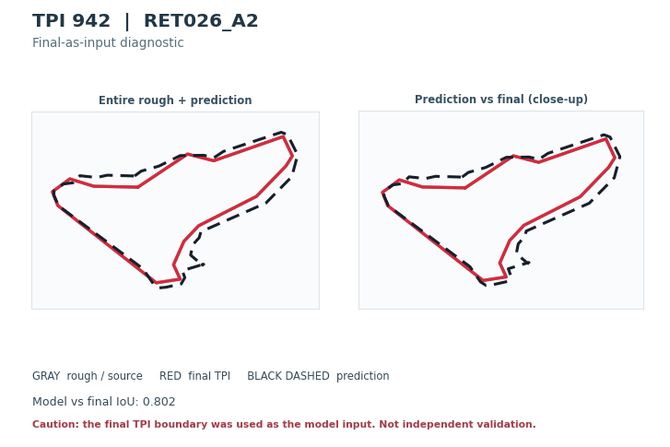 TPI 942 | RET026_A2
Final-as-input diagnostic
Entire rough + prediction
Prediction vs final (close-up)
GRAY rough / source RED final TPI BLACK DASHED prediction
Model vs final IoU: 0.802
Caution: the final TPI boundary was used as the model input. Not independent validation.